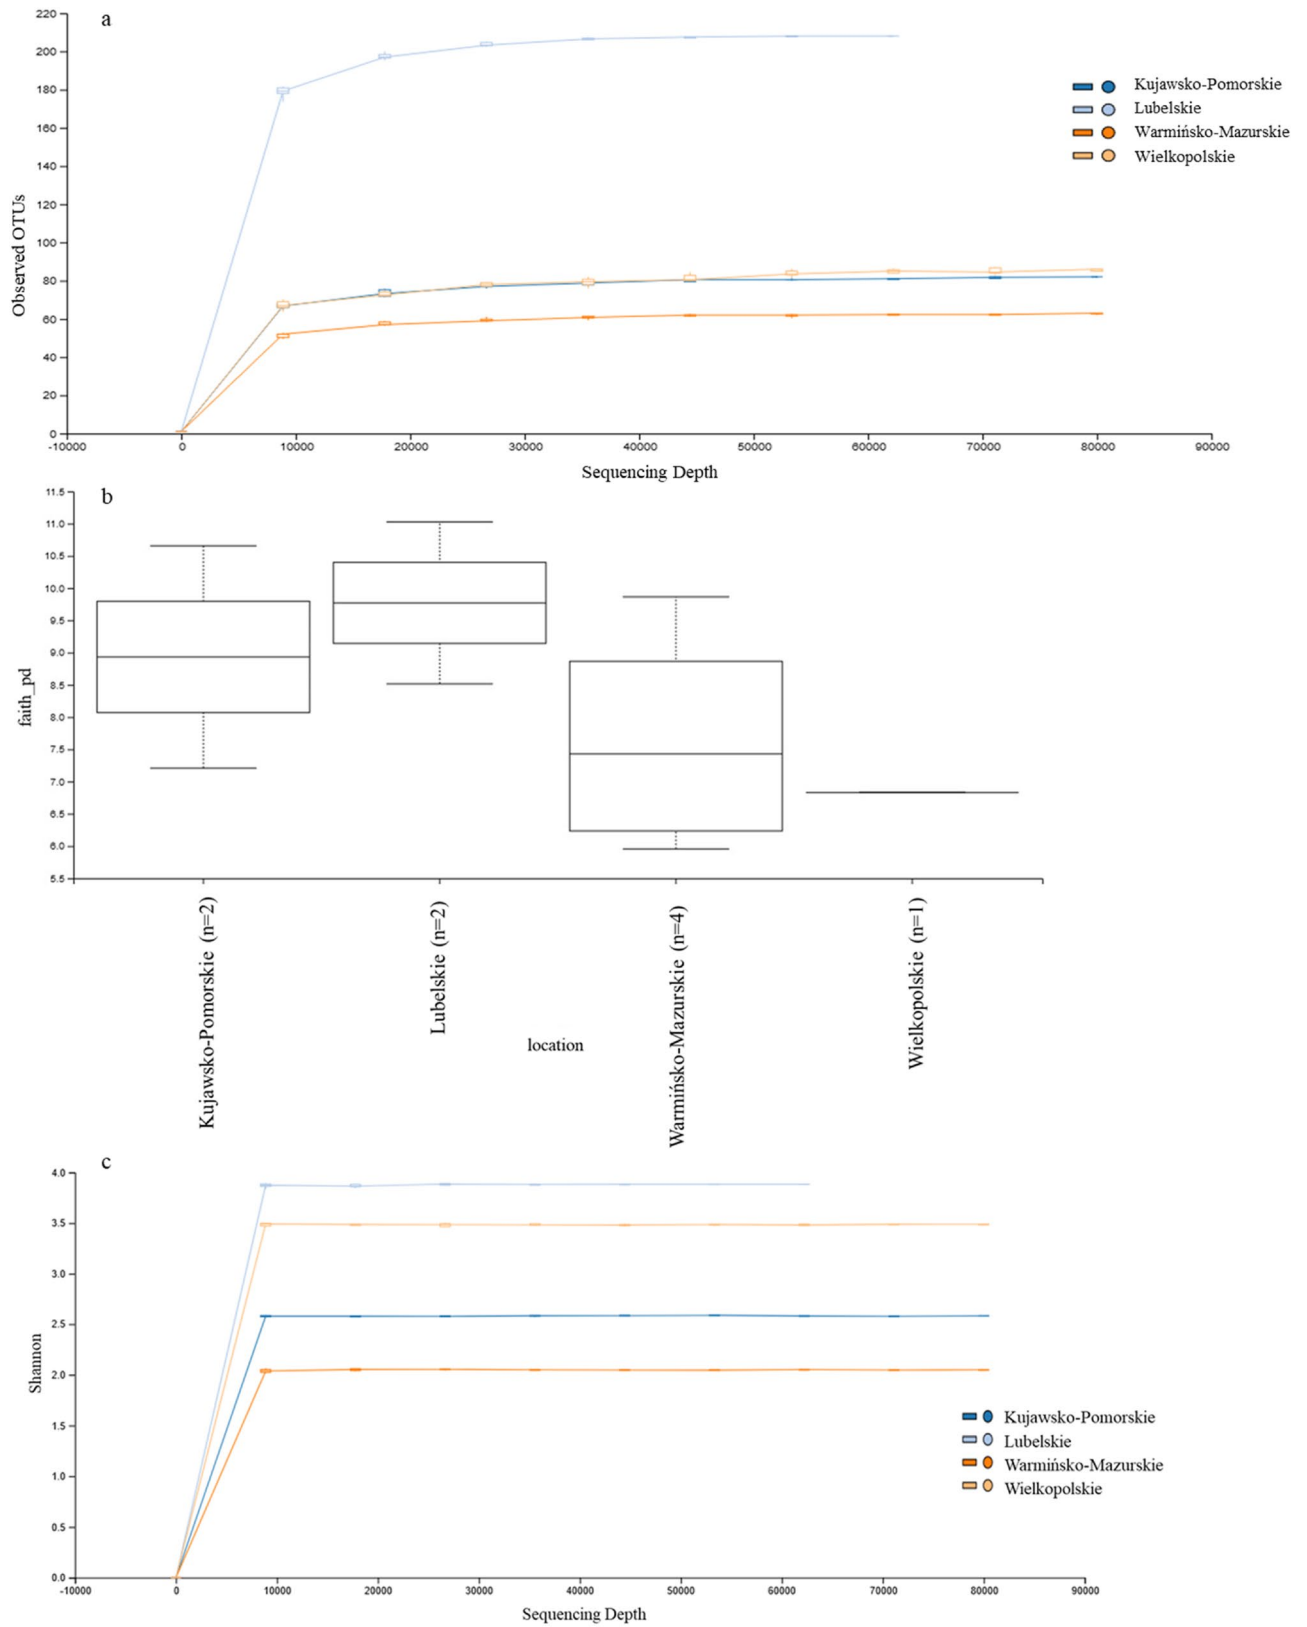 a
220
200
180
160
140
120
100
80
60
40
20
0
Observed OTUs
-10000 0 10000 20000 30000 40000 50000 60000 70000 80000 90000
Sequencing Depth
Kujawsko-Pomorskie
Lubelskie
Warmińsko-Mazurskie
Wielkopolskie
b
11.5
11.0
10.5
10.0
9.5
9.0
8.5
8.0
7.5
7.0
6.5
6.0
5.5
faith_pd
Kujawsko-Pomorskie (n=2)
Lubelskie (n=2)
Warmińsko-Mazurskie (n=4)
Wielkopolskie (n=1)
location
c
4.0
3.5
3.0
2.5
2.0
1.5
1.0
0.5
0.0
Shannon
-10000 0 10000 20000 30000 40000 50000 60000 70000 80000 90000
Sequencing Depth
Kujawsko-Pomorskie
Lubelskie
Warmińsko-Mazurskie
Wielkopolskie